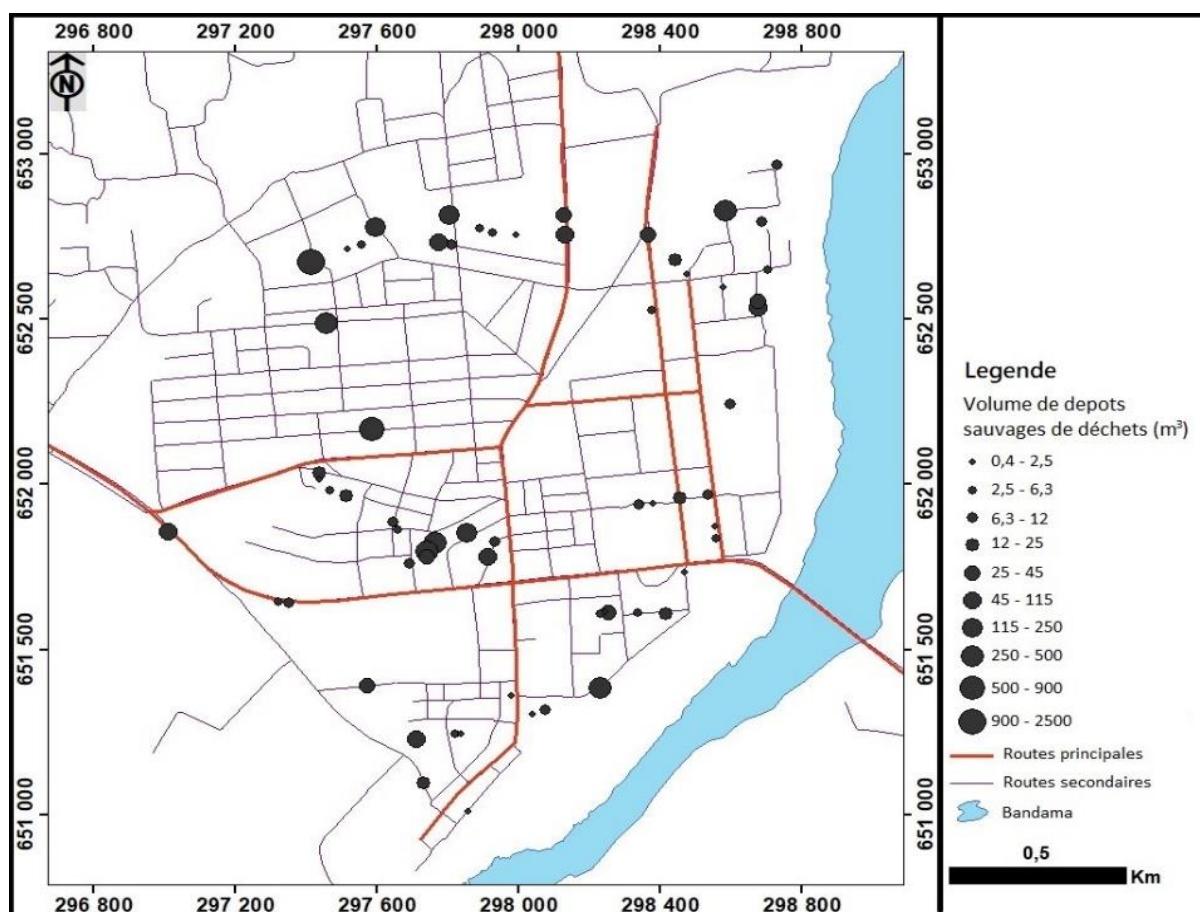 296 800 297 200 297 600 298 000 298 400 298 800
N
653 000 653 000
652 500 652 500
652 000 652 000
651 500 651 500
651 000 651 000
296 800 297 200 297 600 298 000 298 400 298 800
Legende
Volume de depots
sauvages de déchets (m³)
0,4 - 2,5
2,5 - 6,3
6,3 - 12
12 - 25
25 - 45
45 - 115
115 - 250
250 - 500
500 - 900
900 - 2500
Routes principales
Routes secondaires
Bandama
0,5
Km